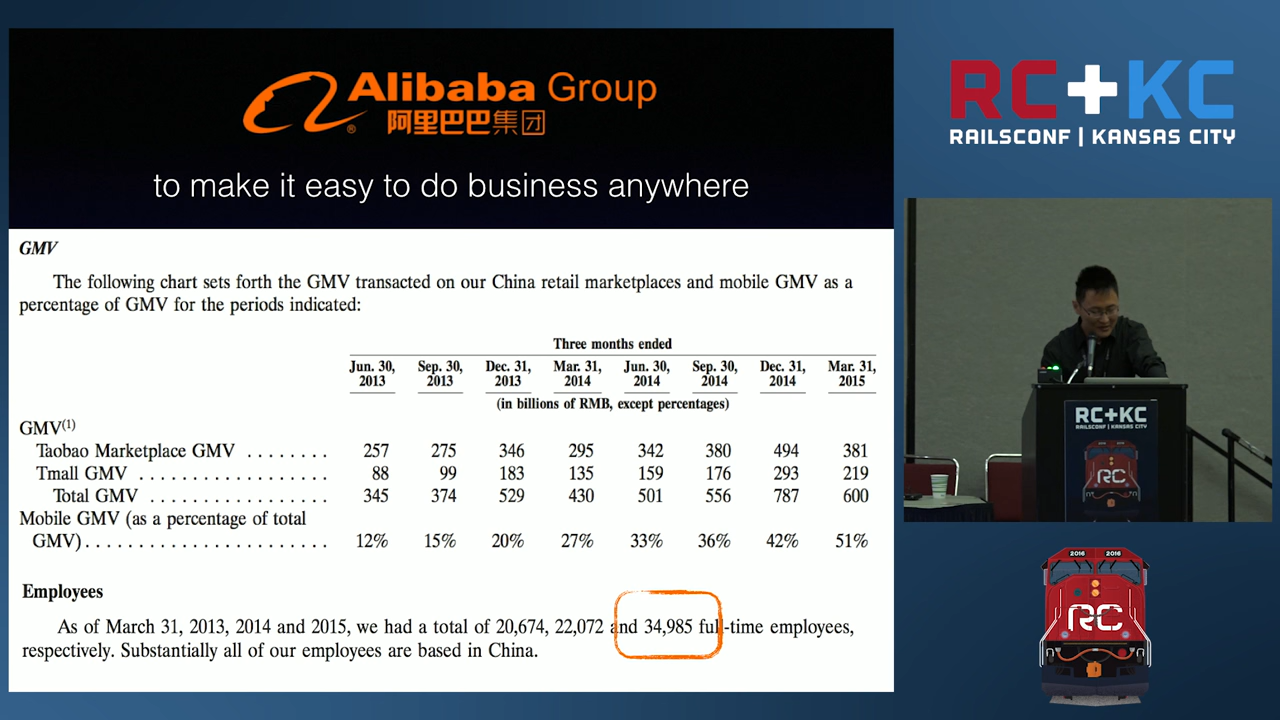 Alibaba Group
阿里巴巴集团
to make it easy to do business anywhere
GMV
The following chart sets forth the GMV transacted on our China retail marketplaces and mobile GMV as a
percentage of GMV for the periods indicated:
Three months ended
Jun. 30, 2013 Sep. 30, 2013 Dec. 31, 2013 Mar. 31, 2014 Jun. 30, 2014 Sep. 30, 2014 Dec. 31, 2014 Mar. 31, 2015
(in billions of RMB, except percentages)
GMV(1)
Taobao Marketplace GMV . . . . . . . . 257 275 346 295 342 380 494 381
Tmall GMV . . . . . . . . . . . . . . . . . . 88 99 183 135 159 176 293 219
Total GMV . . . . . . . . . . . . . . . . . 345 374 529 430 501 556 787 600
Mobile GMV (as a percentage of total
GMV) . . . . . . . . . . . . . . . . . . . . . . . 12% 15% 20% 27% 33% 36% 42% 51%
Employees
As of March 31, 2013, 2014 and 2015, we had a total of 20,674, 22,072 and 34,985 full-time employees,
respectively. Substantially all of our employees are based in China.
RC+KC
RAILSCONF | KANSAS CITY
RC+KC
RAILSCONF | KANSAS CITY
RC
2016 2016
RC